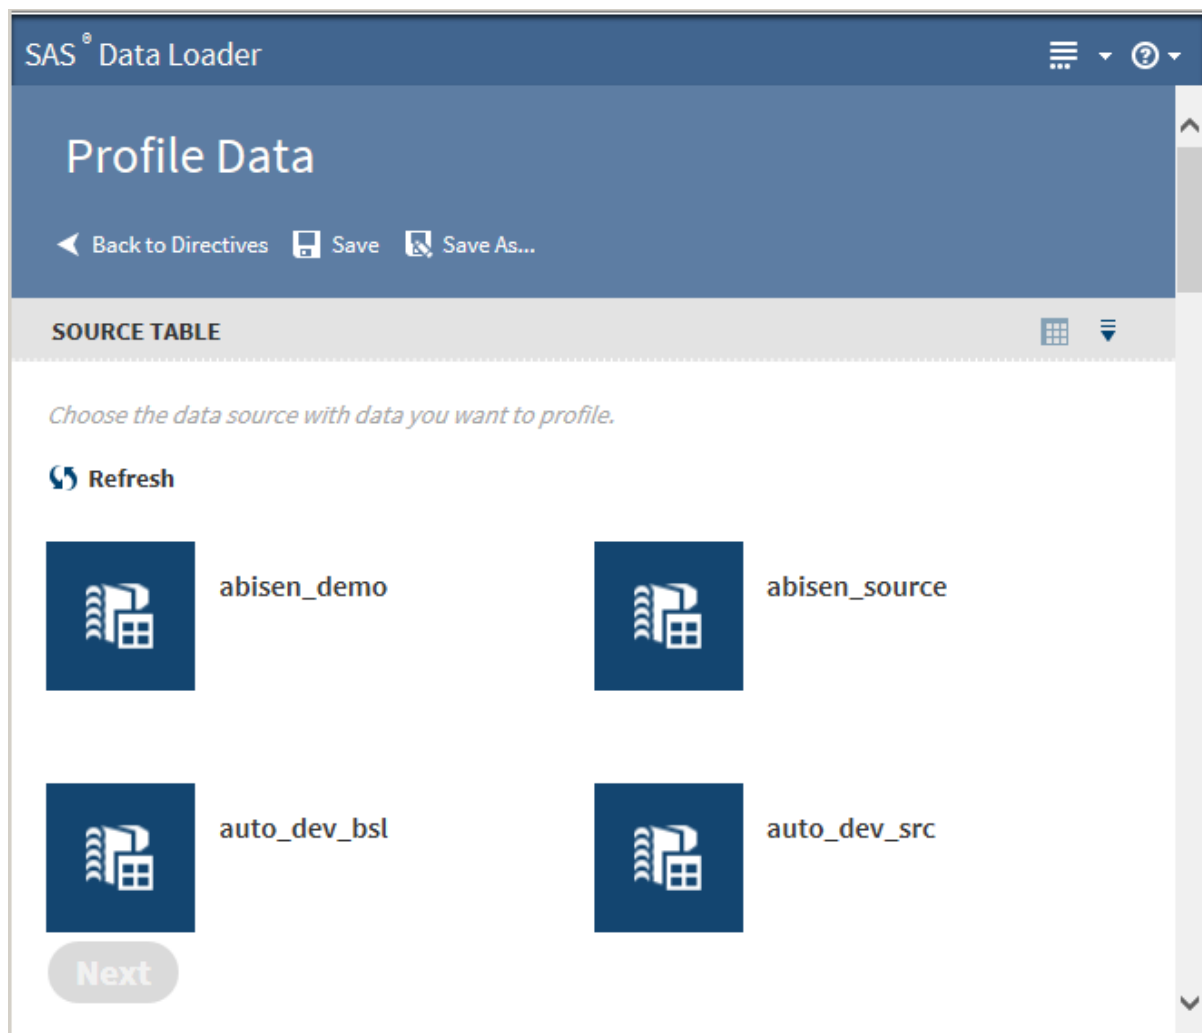 SAS® Data Loader
Profile Data
Back to Directives Save Save As...
SOURCE TABLE
Choose the data source with data you want to profile.
Refresh
abisen_demo abisen_source
auto_dev_bsl auto_dev_src
Next